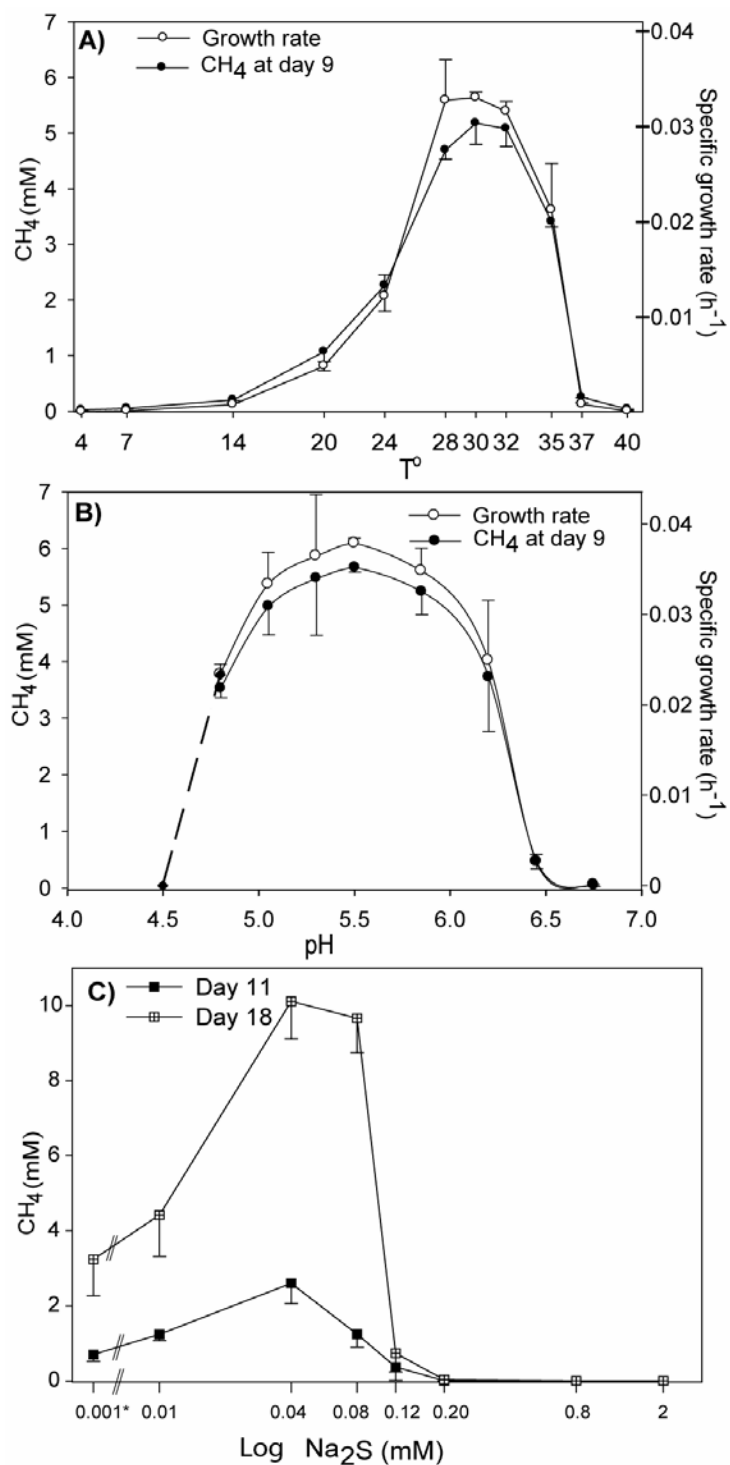 A)
Growth rate
CH4 at day 9
7
6
5
4
3
2
1
0
CH4 (mM)
0.04
0.03
0.02
0.01
Specific growth rate (h-1)
4 7 14 20 24 28 30 32 35 37 40
To
B)
Growth rate
CH4 at day 9
7
6
5
4
3
2
1
0
CH4 (mM)
0.04
0.03
0.02
0.01
0
Specific growth rate (h-1)
4.0 4.5 5.0 5.5 6.0 6.5 7.0
pH
C)
Day 11
Day 18
10
8
6
4
2
0
CH4 (mM)
0.001* 0.01 0.04 0.08 0.12 0.20 0.8 2
Log Na2S (mM)